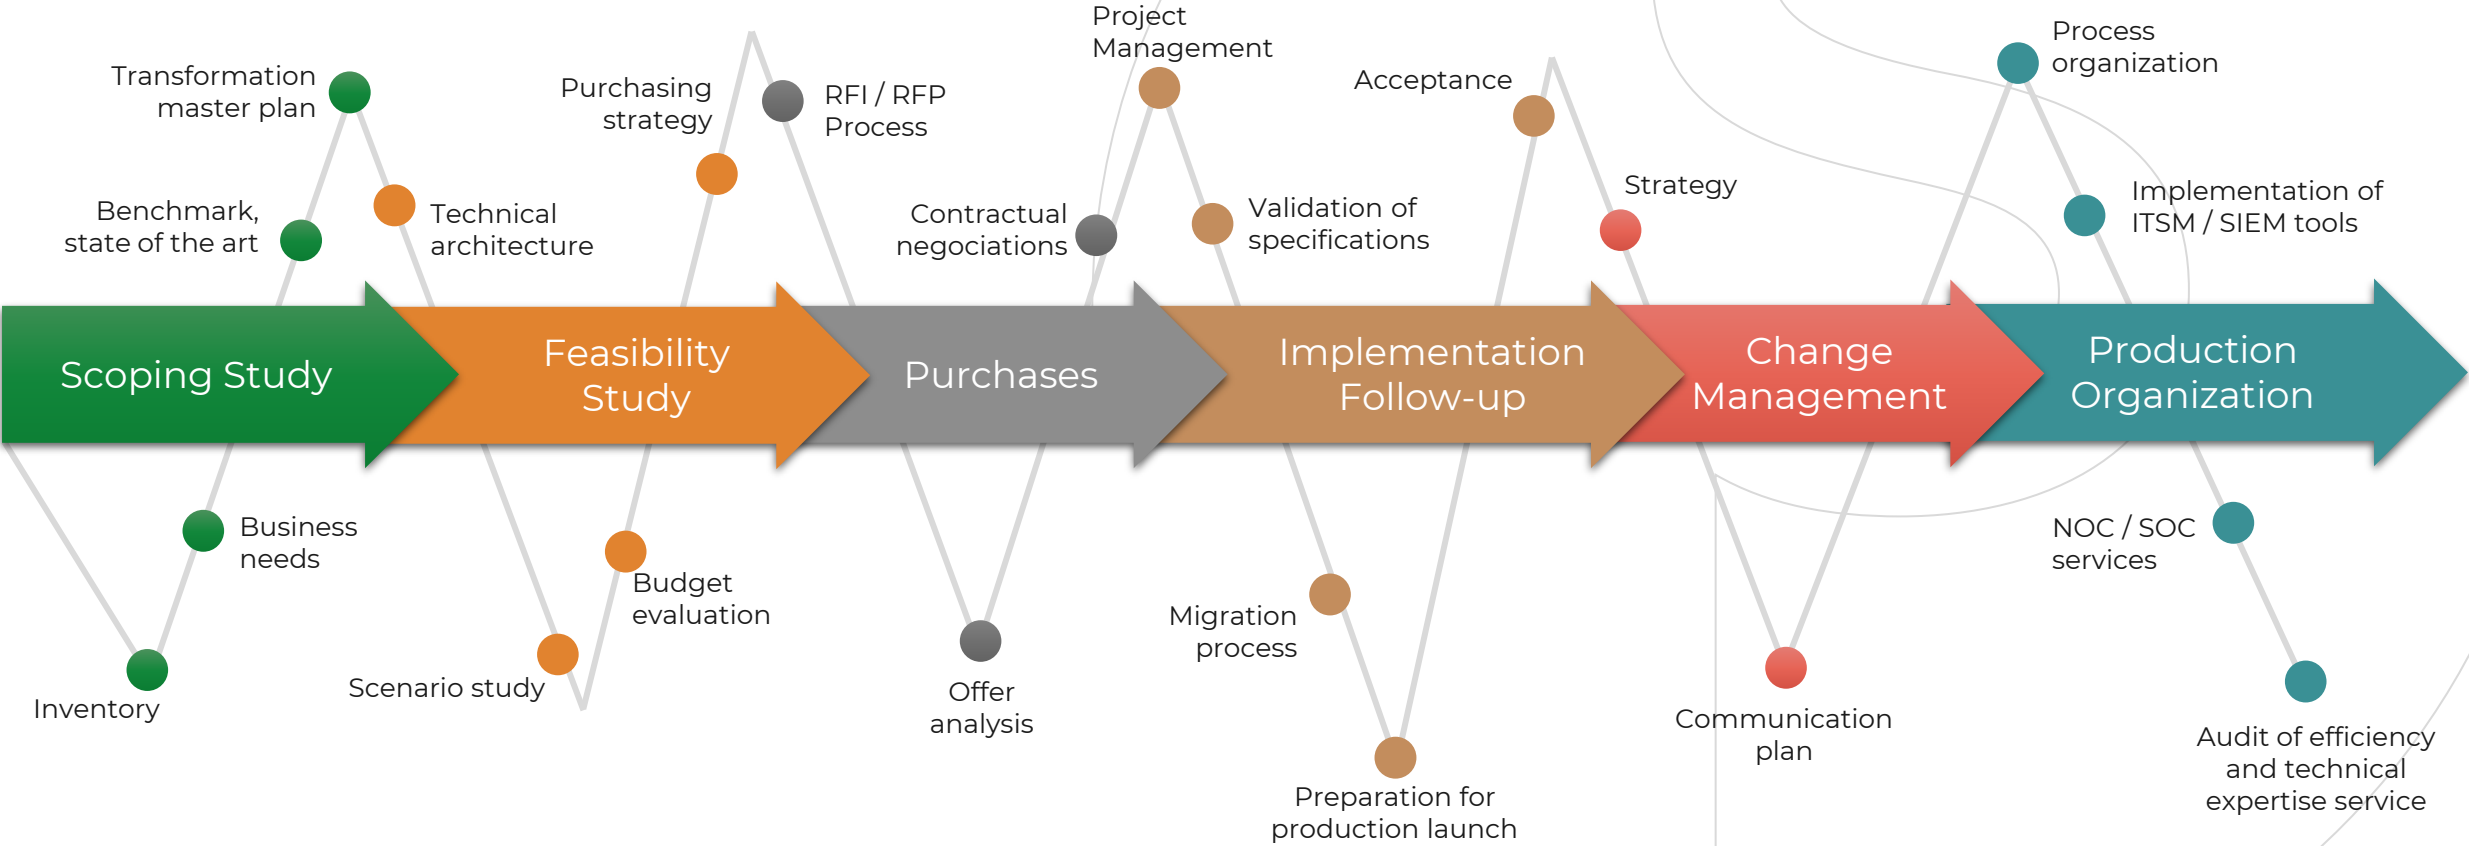 Project
Management
Process
organization
Transformation
master plan
Purchasing
strategy
RFI / RFP
Process
Acceptance
Benchmark,
state of the art
Technical
architecture
Contractual
negociations
Validation of
specifications
Strategy
Implementation of
ITSM / SIEM tools
Scoping Study
Feasibility
Study
Purchases
Implementation
Follow-up
Change
Management
Production
Organization
Business
needs
Budget
evaluation
NOC / SOC
services
Inventory
Scenario study
Offer
analysis
Migration
process
Communication
plan
Preparation for
production launch
Audit of efficiency
and technical
expertise service